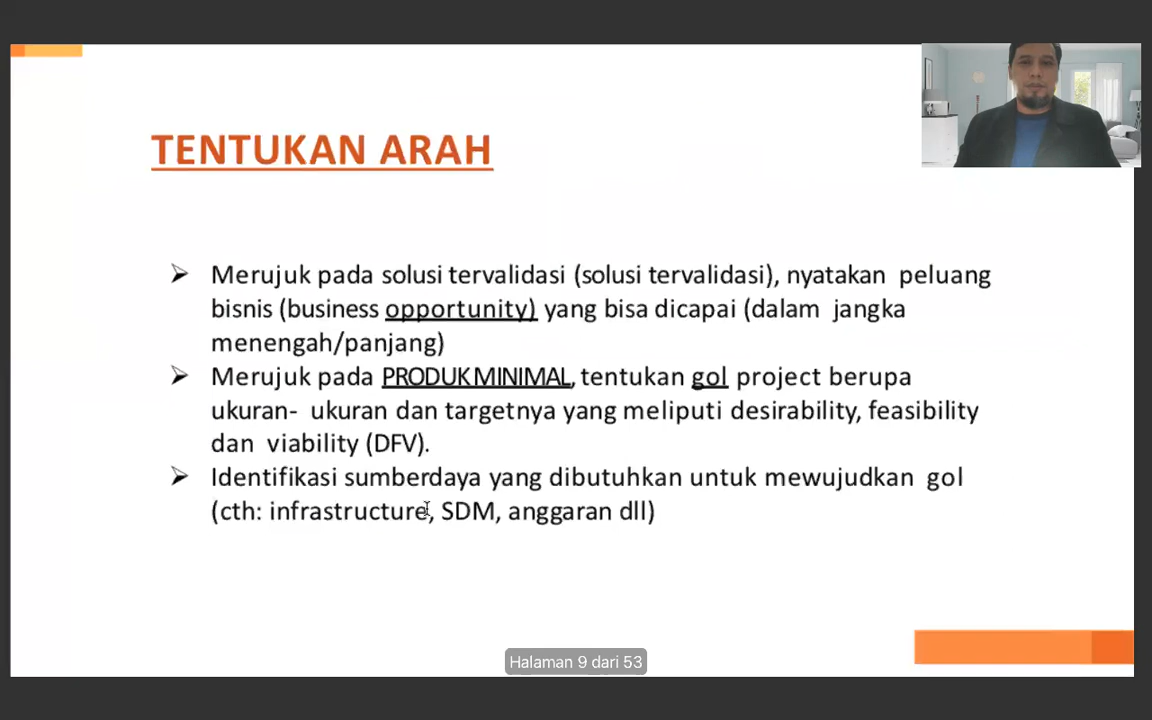 TENTUKAN ARAH
➢ Merujuk pada solusi tervalidasi (solusi tervalidasi), nyatakan peluang
bisnis (business opportunity) yang bisa dicapai (dalam jangka
menengah/panjang)
➢ Merujuk pada PRODUK MINIMAL, tentukan gol project berupa
ukuran- ukuran dan targetnya yang meliputi desirability, feasibility
dan viability (DFV).
➢ Identifikasi sumberdaya yang dibutuhkan untuk mewujudkan gol
(cth: infrastructure, SDM, anggaran dll)
Halaman 9 dari 53